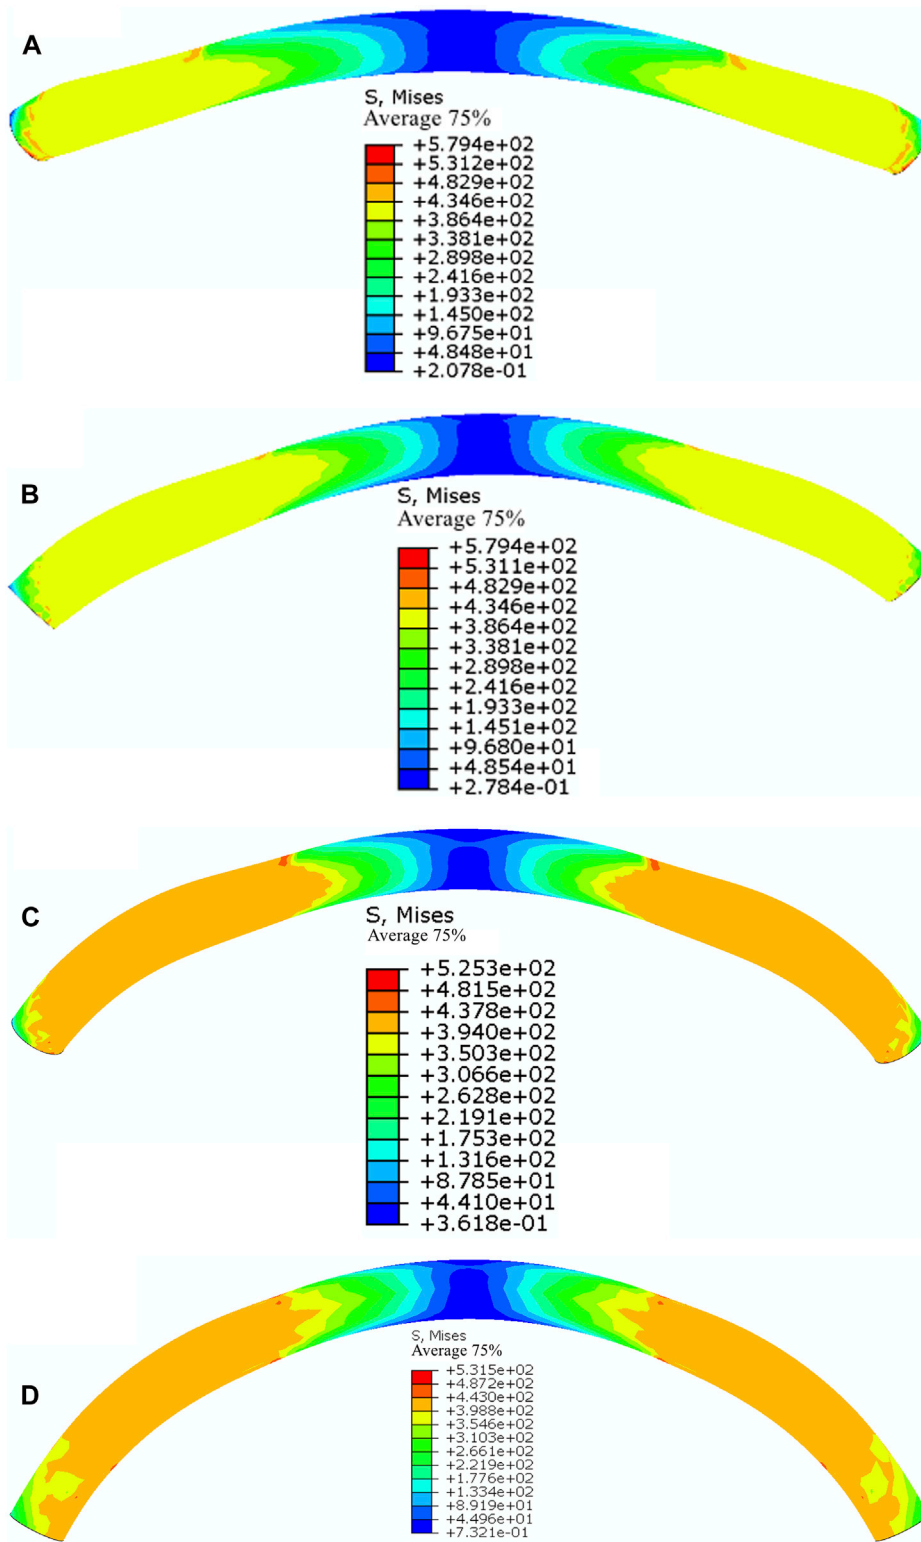 A
S, Mises
Average 75%
+5.794e+02
+5.312e+02
+4.829e+02
+4.346e+02
+3.864e+02
+3.381e+02
+2.898e+02
+2.416e+02
+1.933e+02
+1.450e+02
+9.675e+01
+4.848e+01
+2.078e-01
B
S, Mises
Average 75%
+5.794e+02
+5.311e+02
+4.829e+02
+4.346e+02
+3.864e+02
+3.381e+02
+2.898e+02
+2.416e+02
+1.933e+02
+1.451e+02
+9.680e+01
+4.854e+01
+2.784e-01
C
S, Mises
Average 75%
+5.253e+02
+4.815e+02
+4.378e+02
+3.940e+02
+3.503e+02
+3.066e+02
+2.628e+02
+2.191e+02
+1.753e+02
+1.316e+02
+8.785e+01
+4.410e+01
+3.618e-01
D
S, Mises
Average 75%
+5.315e+02
+4.872e+02
+4.430e+02
+3.988e+02
+3.546e+02
+3.103e+02
+2.661e+02
+2.219e+02
+1.776e+02
+1.334e+02
+8.919e+01
+4.496e+01
+7.321e-01